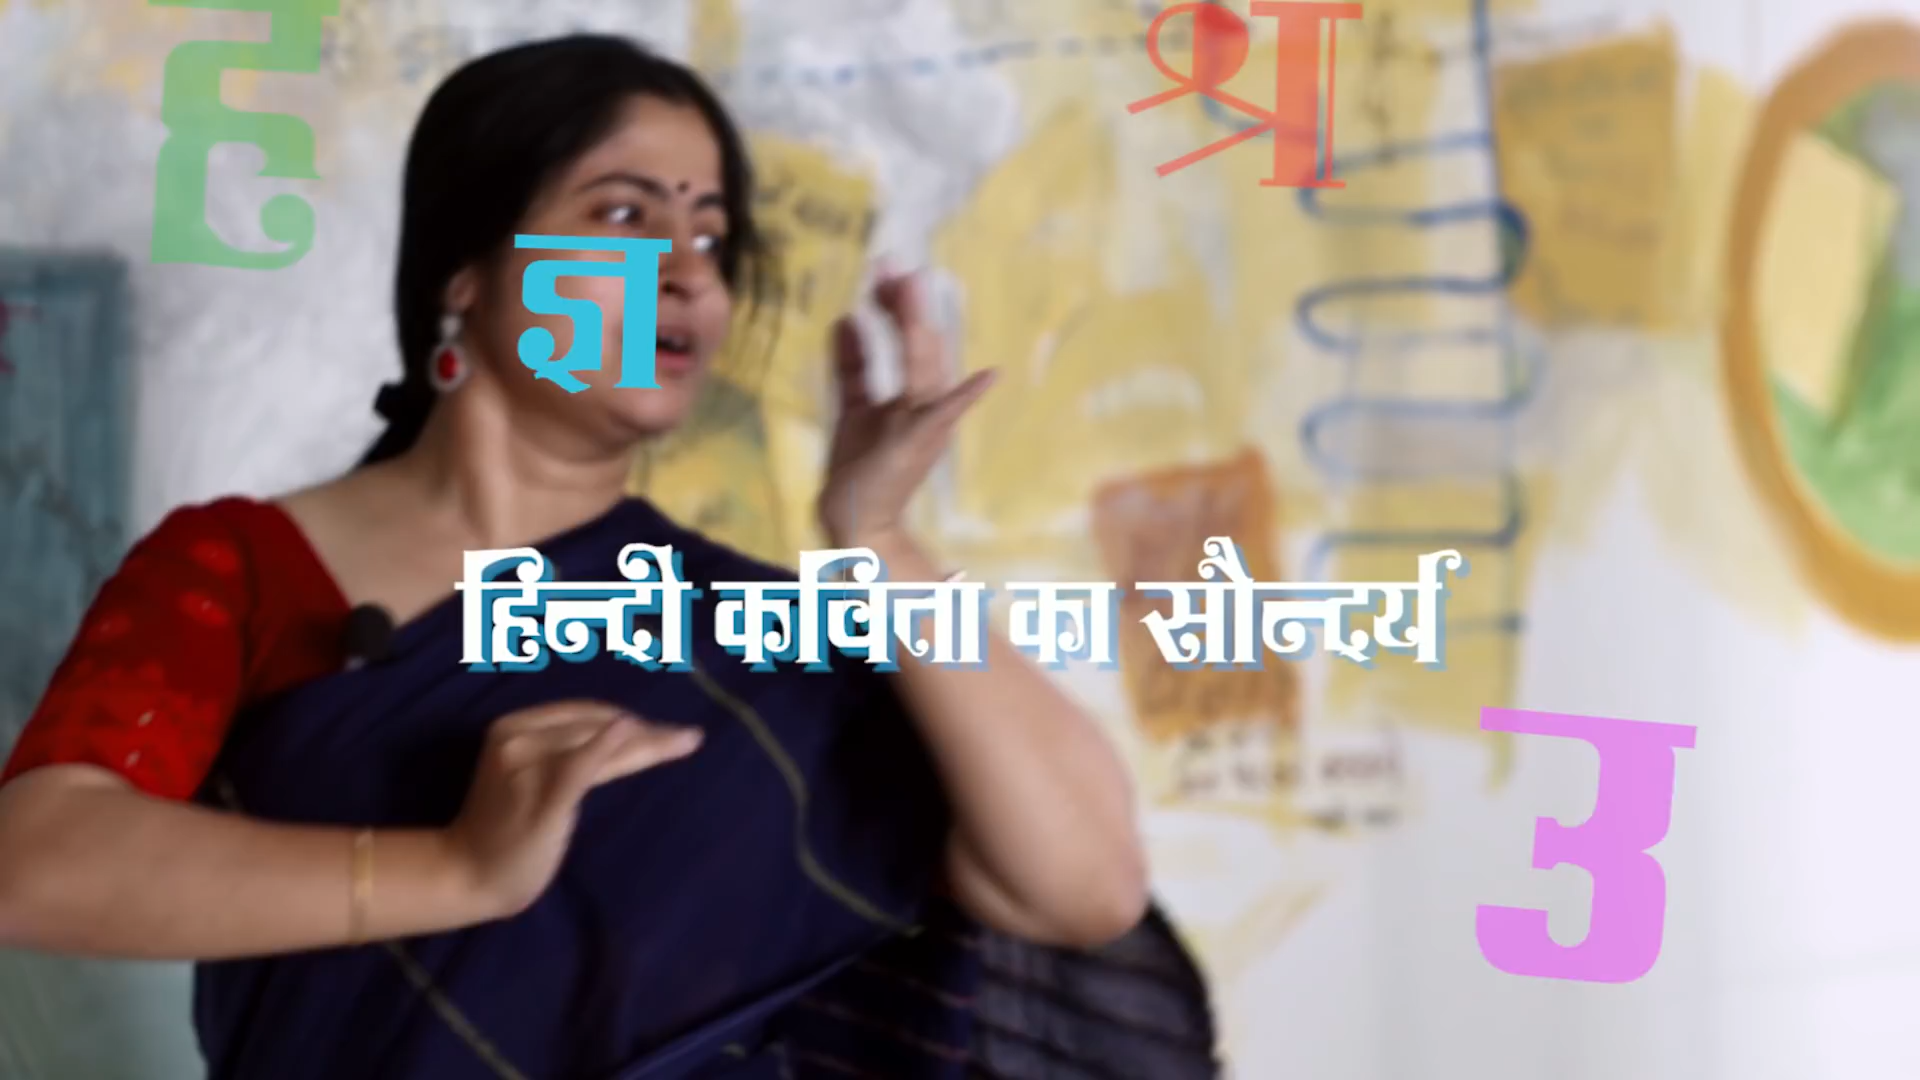 ह
श्र
ज्ञ
हिन्दी कविता का सौन्दर्य
उ